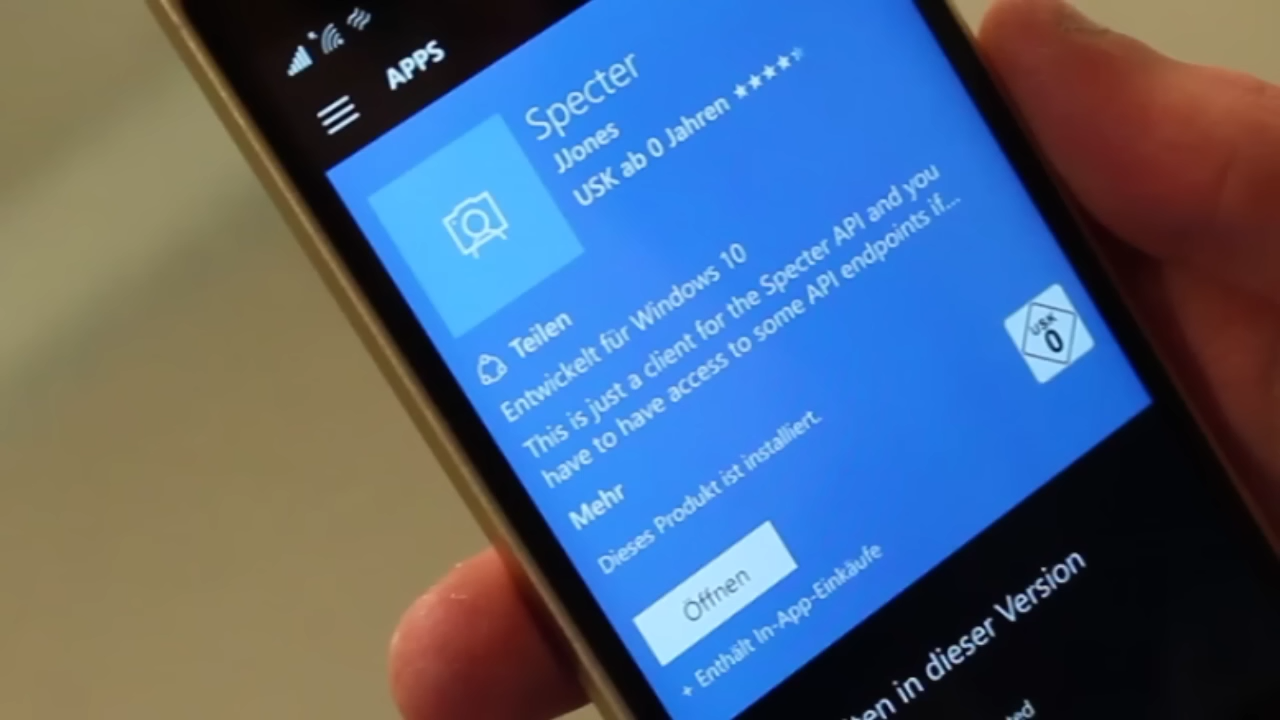 APPS
Specter
JJones
USK ab 0 Jahren
Teilen
Entwickelt für Windows 10
This is just a client for the Specter API and you
have to have access to some API endpoints if...
USK
0
Mehr
Dieses Produkt ist installiert.
Öffnen
+ Enthält In-App-Einkäufe
in dieser Version